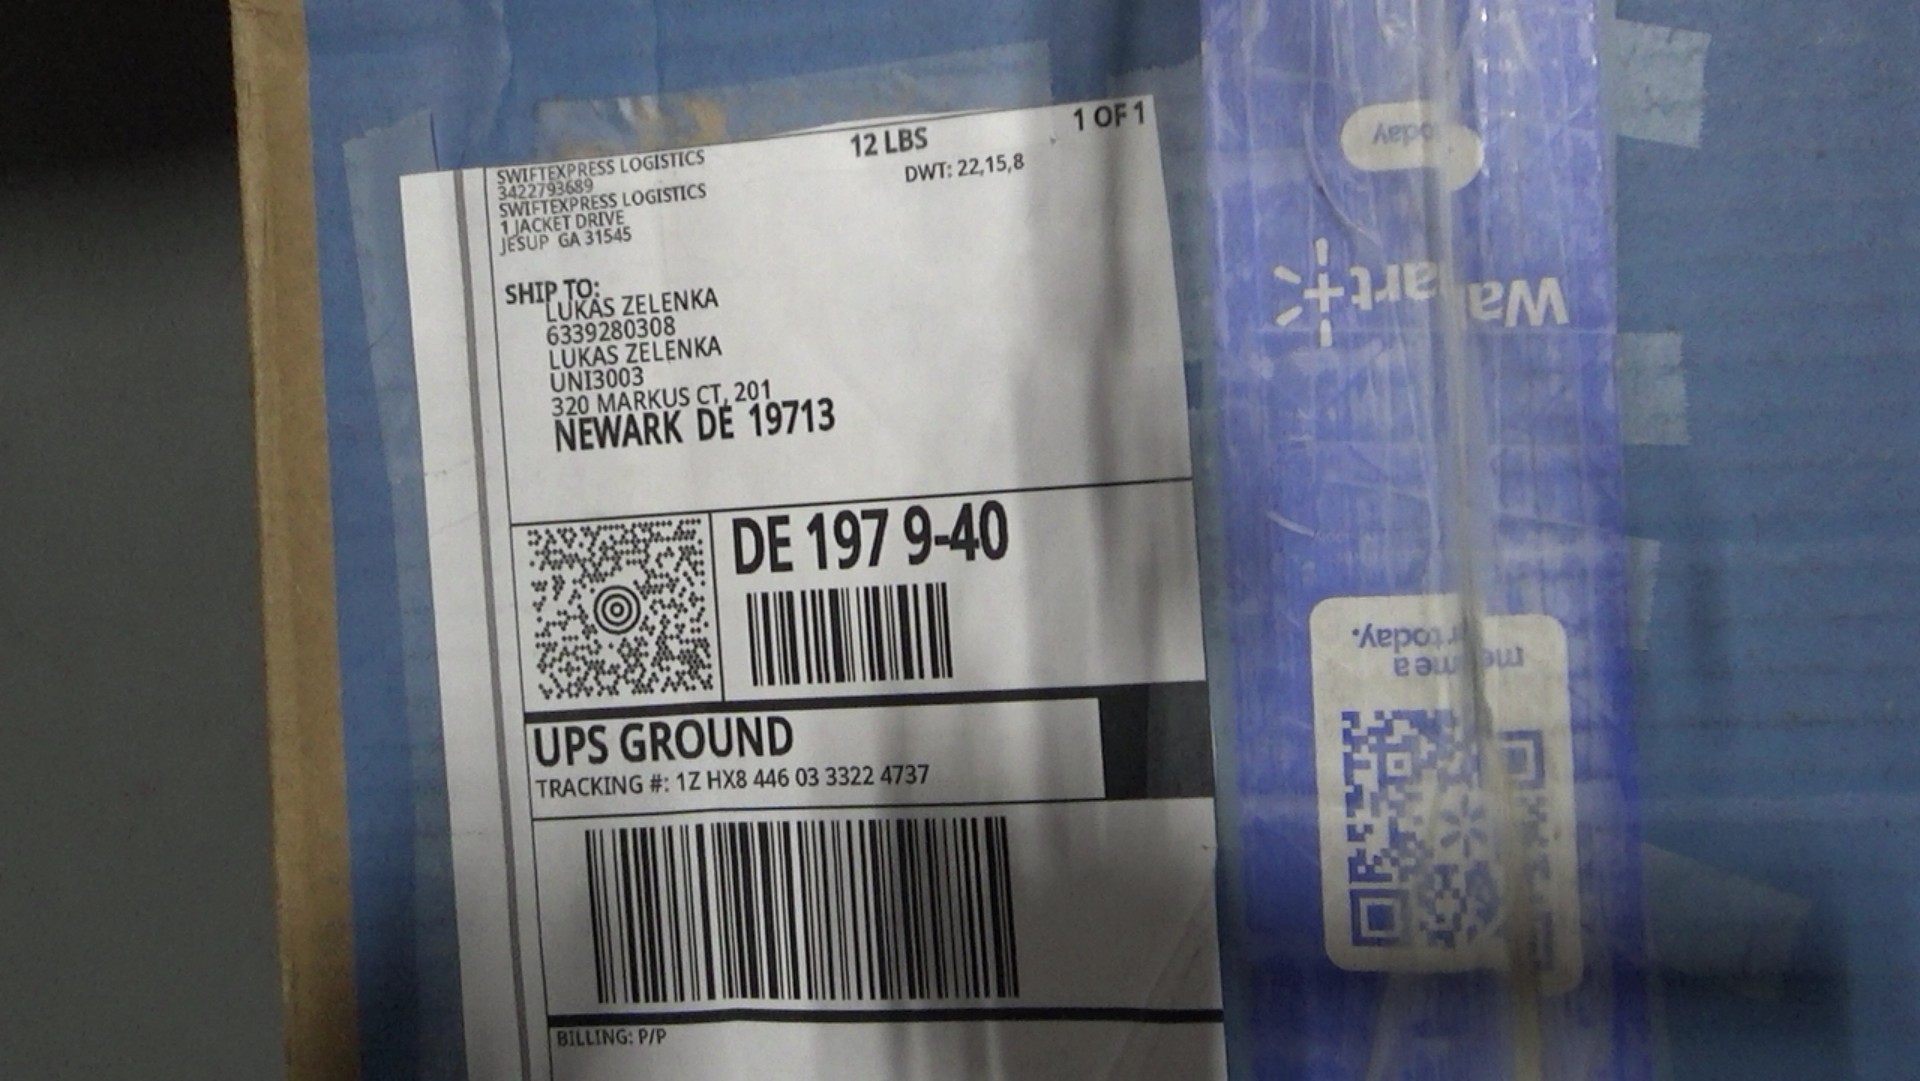 1 OF 1
12 LBS
DWT: 22,15,8
SWIFTEXPRESS LOGISTICS
3422793689
SWIFTEXPRESS LOGISTICS
1 JACKET DRIVE
JESUP GA 31545
SHIP TO:
LUKAS ZELENKA
6339280308
LUKAS ZELENKA
UNI3003
320 MARKUS CT, 201
NEWARK DE 19713
DE 197 9-40
UPS GROUND
TRACKING #: 1Z HX8 446 03 3322 4737
BILLING: P/P
today.
me a